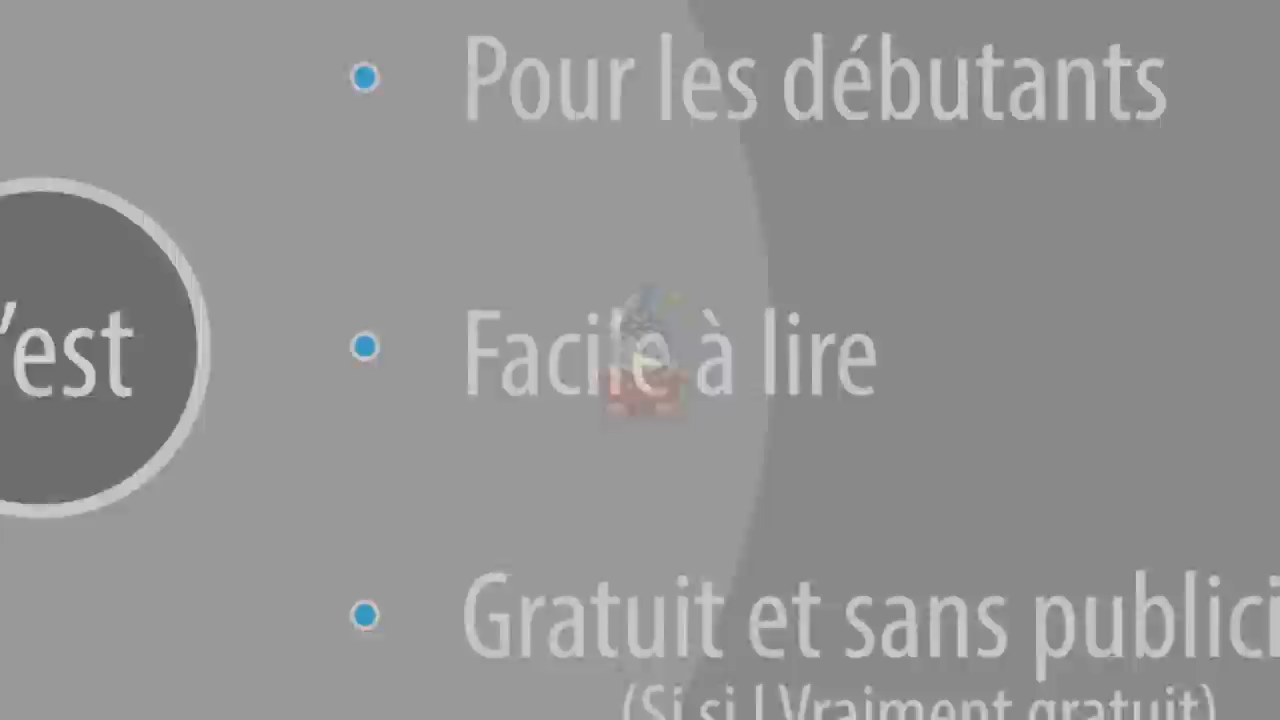 Pour les débutants
’est
Facile à lire
Gratuit et sans publici
(Si si ! Vraiment gratuit)